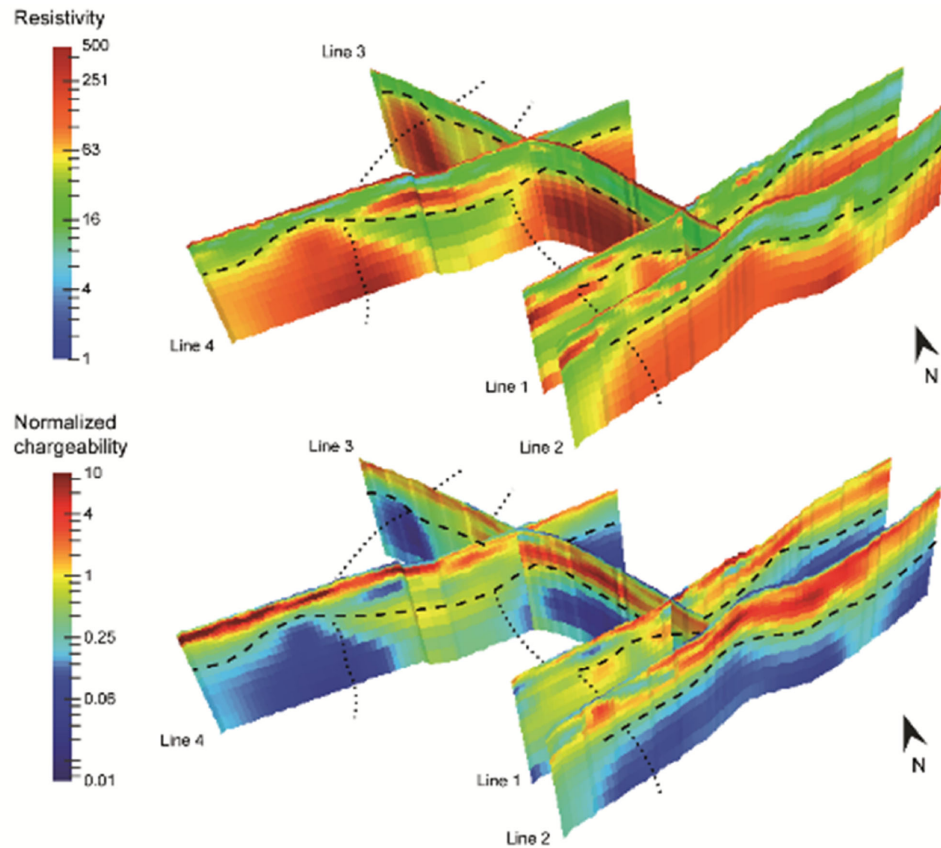 Resistivity
500
251
63
16
4
1
Line 3
Line 4
Line 1
Line 2
N
Normalized
chargeability
10
4
1
0.25
0.06
0.01
Line 3
Line 4
Line 1
Line 2
N